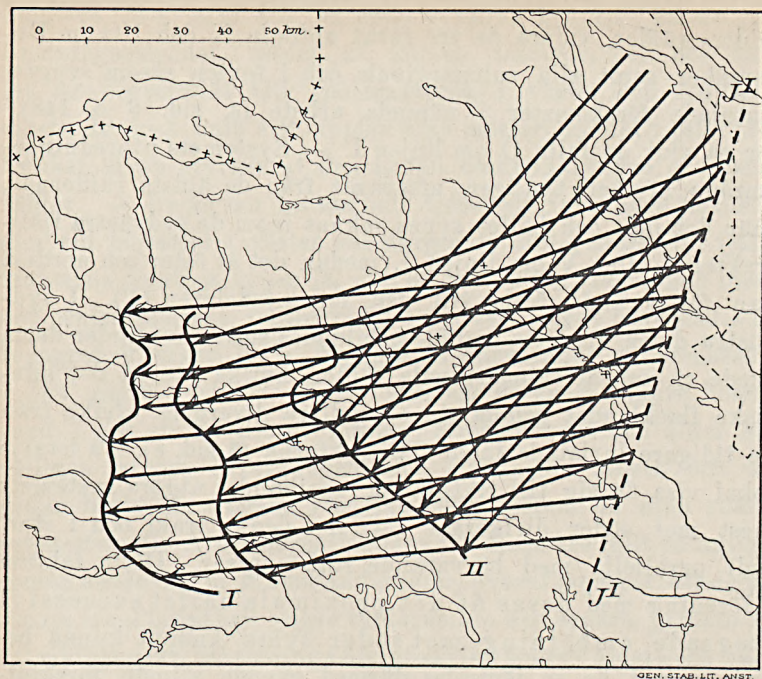 0 10 20 30 40 50 km.
J I
I
II
J I
GEN. STAB. LIT. ANST.